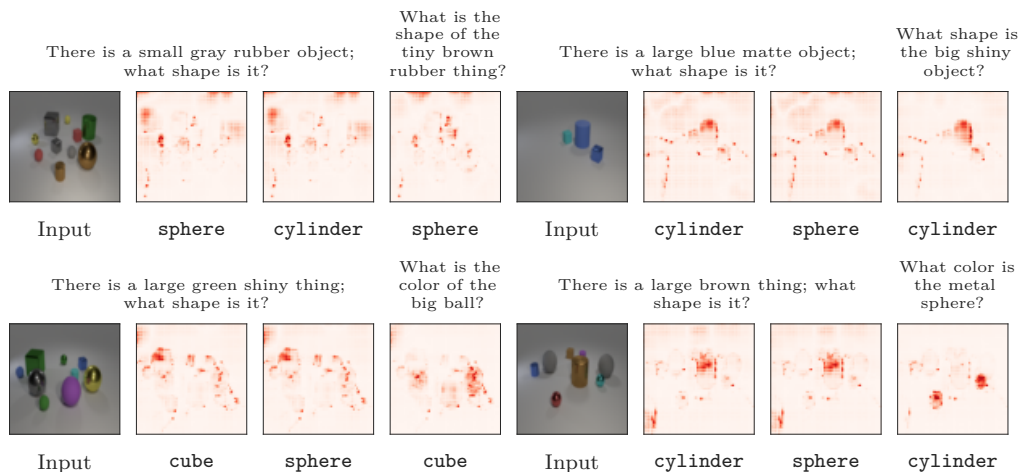 There is a small gray rubber object;
what shape is it?
What is the
shape of the
tiny brown
rubber thing?
There is a large blue matte object;
what shape is it?
What shape is
the big shiny
object?
Input
sphere
cylinder
sphere
Input
cylinder
sphere
cylinder
There is a large green shiny thing;
what shape is it?
What is the
color of the
big ball?
There is a large brown thing; what
shape is it?
What color is
the metal
sphere?
Input
cube
sphere
cube
Input
cylinder
sphere
cylinder